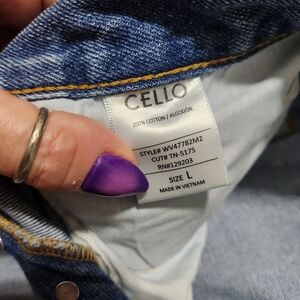 CELLO
100% COTTON / ALGODÓN
STYLE# WV47782M2
CUT# TN-5175
RN#129203
SIZE L
MADE IN VIETNAM